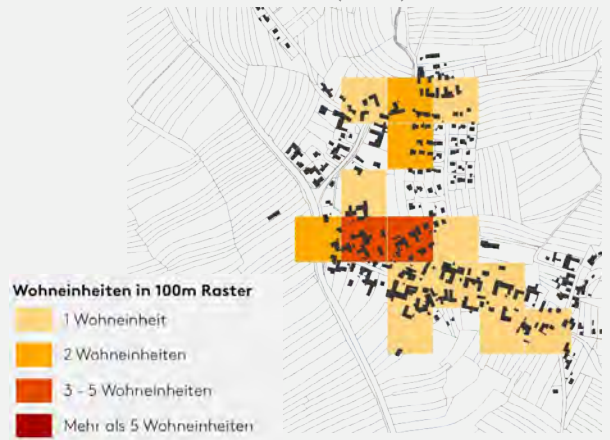 Wohneinheiten in 100m Raster
1 Wohneinheit
2 Wohneinheiten
3 - 5 Wohneinheiten
Mehr als 5 Wohneinheiten